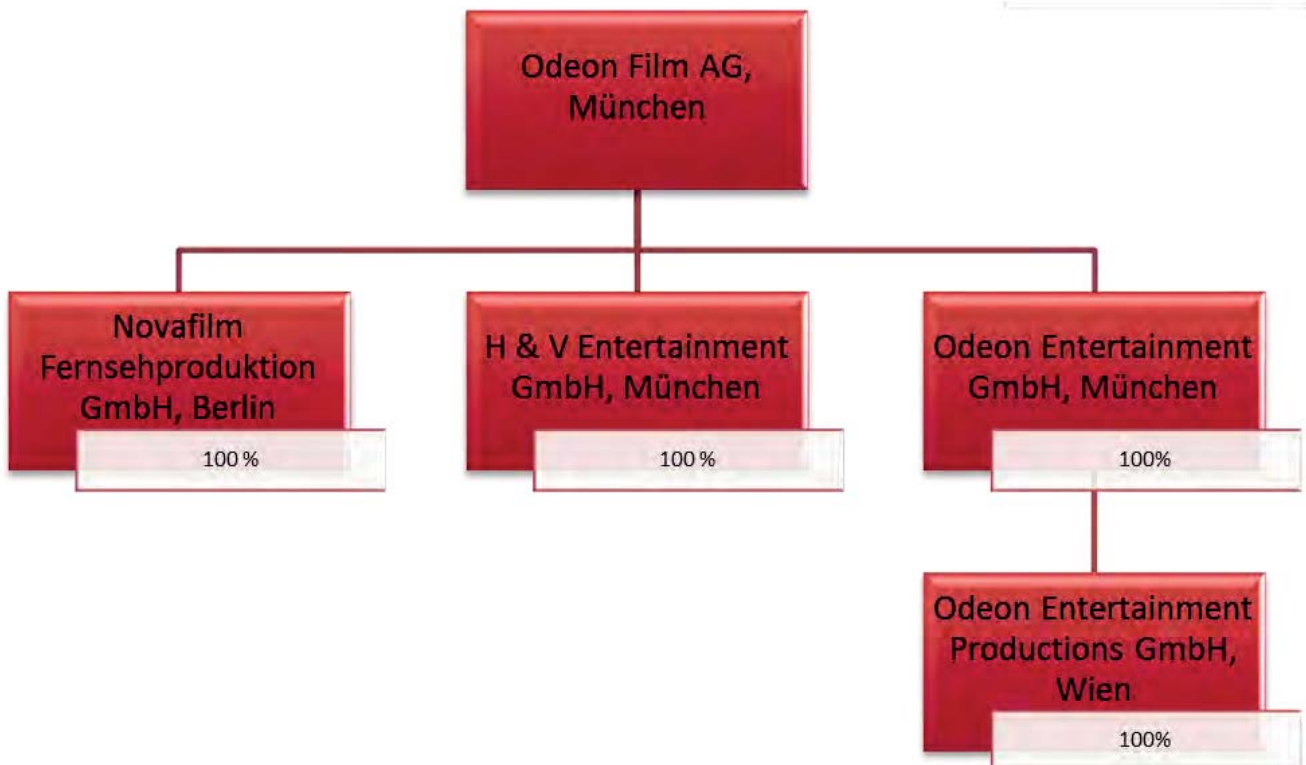 Odeon Film AG,
München
Novafilm
Fernsehproduktion
GmbH, Berlin
100 %
H & V Entertainment
GmbH, München
100 %
Odeon Entertainment
GmbH, München
100%
Odeon Entertainment
Productions GmbH,
Wien
100%